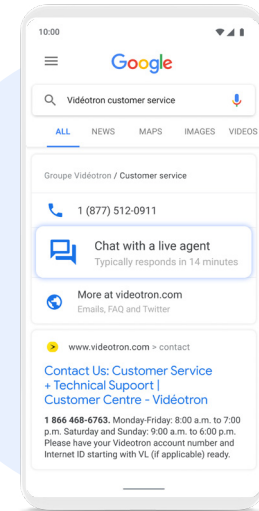 10:00
Google
Vidéotron customer service
ALL NEWS MAPS IMAGES VIDEOS
Groupe Vidéotron / Customer service
1 (877) 512-0911
Chat with a live agent
Typically responds in 14 minutes
More at videotron.com
Emails, FAQ and Twitter
www.videotron.com > contact
Contact Us: Customer Service
+ Technical Supoort |
Customer Centre - Vidéotron
1 866 468-6763. Monday-Friday: 8:00 a.m. to 7:00
p.m. Saturday and Sunday: 9:00 a.m. to 6:00 p.m.
Please have your Videotron account number and
Internet ID starting with VL (if applicable) ready.